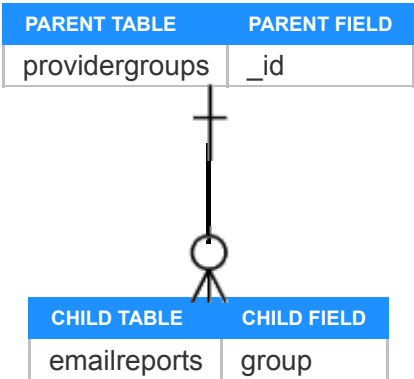 PARENT TABLE PARENT FIELD
providergroups _id
CHILD TABLE CHILD FIELD
emailreports group